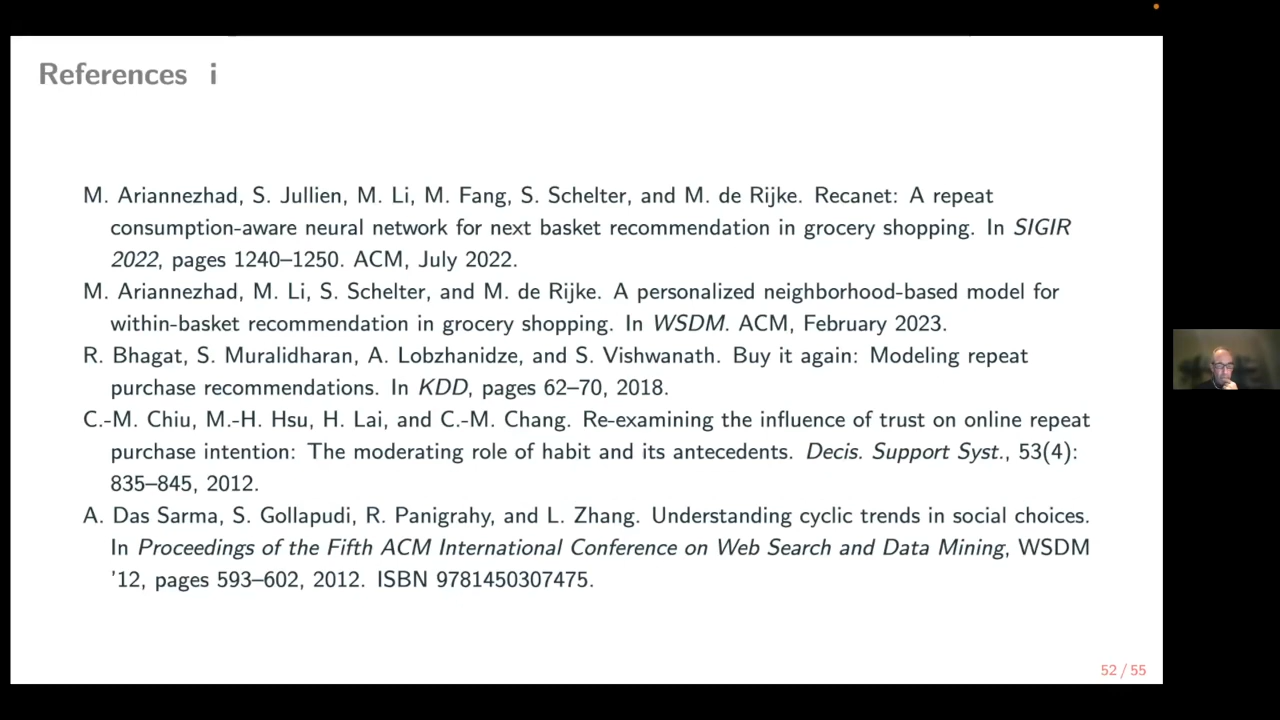 References i
M. Ariannezhad, S. Jullien, M. Li, M. Fang, S. Schelter, and M. de Rijke. Recanet: A repeat
consumption-aware neural network for next basket recommendation in grocery shopping. In SIGIR
2022, pages 1240–1250. ACM, July 2022.
M. Ariannezhad, M. Li, S. Schelter, and M. de Rijke. A personalized neighborhood-based model for
within-basket recommendation in grocery shopping. In WSDM. ACM, February 2023.
R. Bhagat, S. Muralidharan, A. Lobzhanidze, and S. Vishwanath. Buy it again: Modeling repeat
purchase recommendations. In KDD, pages 62–70, 2018.
C.-M. Chiu, M.-H. Hsu, H. Lai, and C.-M. Chang. Re-examining the influence of trust on online repeat
purchase intention: The moderating role of habit and its antecedents. Decis. Support Syst., 53(4):
835–845, 2012.
A. Das Sarma, S. Gollapudi, R. Panigrahy, and L. Zhang. Understanding cyclic trends in social choices.
In Proceedings of the Fifth ACM International Conference on Web Search and Data Mining, WSDM
'12, pages 593–602, 2012. ISBN 9781450307475.
52 / 55